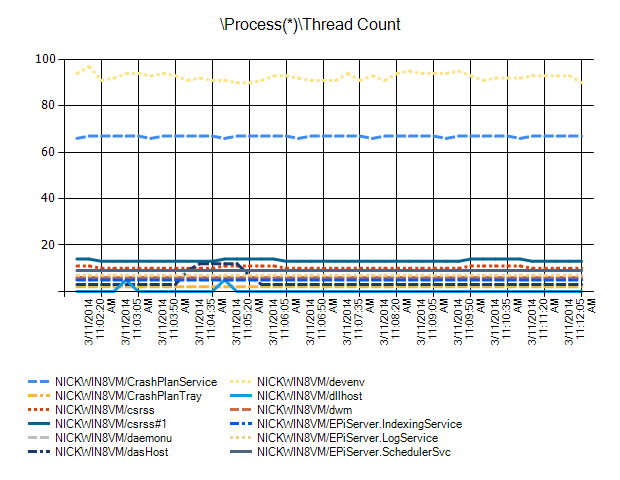 \Process(*)\Thread Count
100
80
60
40
20
3/11/2014 11:02:20 AM
3/11/2014 11:03:05 AM
3/11/2014 11:03:50 AM
3/11/2014 11:04:35 AM
3/11/2014 11:05:20 AM
3/11/2014 11:06:05 AM
3/11/2014 11:06:50 AM
3/11/2014 11:07:35 AM
3/11/2014 11:08:20 AM
3/11/2014 11:09:05 AM
3/11/2014 11:09:50 AM
3/11/2014 11:10:35 AM
3/11/2014 11:11:20 AM
3/11/2014 11:12:05 AM
NICKWIN8VM/CrashPlanService
NICKWIN8VM/devenv
NICKWIN8VM/CrashPlanTray
NICKWIN8VM/dllhost
NICKWIN8VM/csrss
NICKWIN8VM/dwm
NICKWIN8VM/csrss#1
NICKWIN8VM/EPiServer.IndexingService
NICKWIN8VM/daemonu
NICKWIN8VM/EPiServer.LogService
NICKWIN8VM/dasHost
NICKWIN8VM/EPiServer.SchedulerSvc